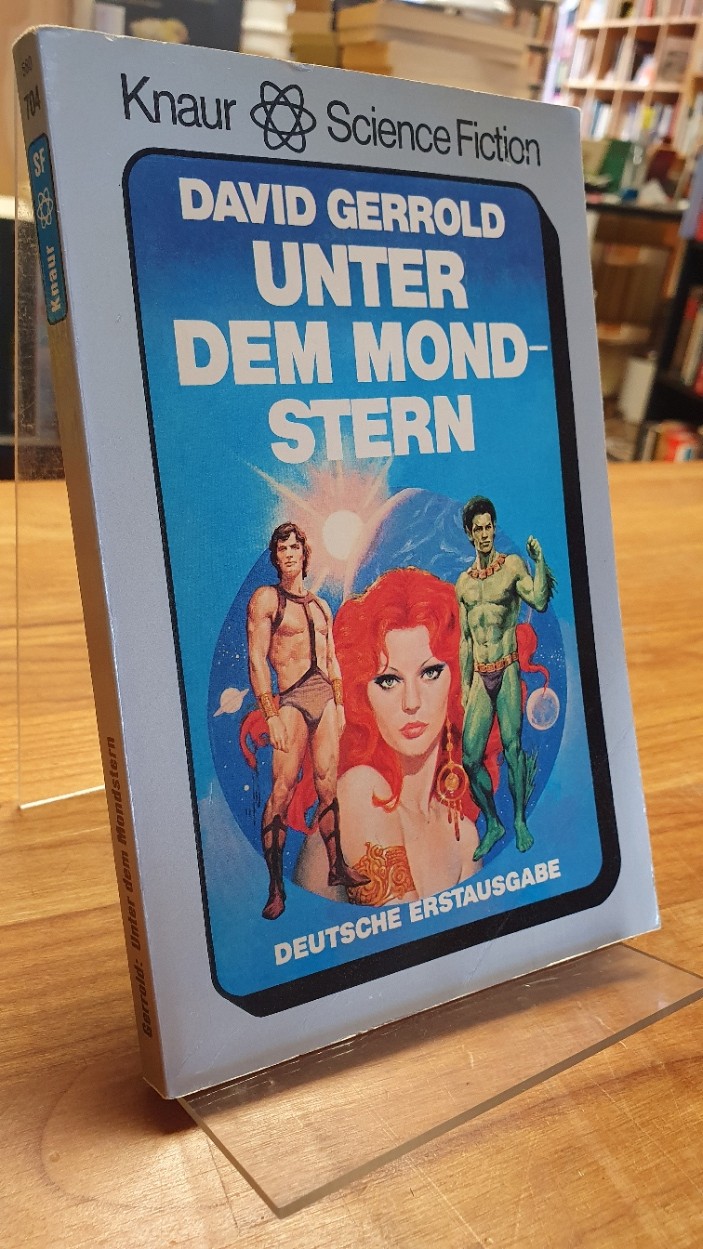 Knaur Science Fiction
DAVID GERROLD
UNTER
DEM MOND-
STERN
DEUTSCHE ERSTAUSGABE
704
SF
Knaur
Gerrold: Unter dem Mondstern